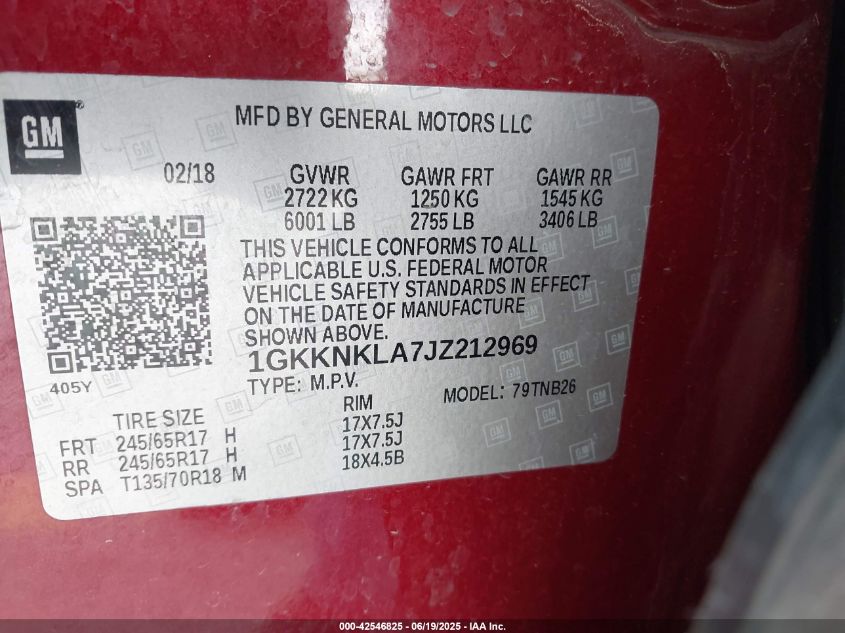 GM ®
MFD BY GENERAL MOTORS LLC
02/18 GVWR GAWR FRT GAWR RR
2722 KG 1250 KG 1545 KG
6001 LB 2755 LB 3406 LB
THIS VEHICLE CONFORMS TO ALL
APPLICABLE U.S. FEDERAL MOTOR
VEHICLE SAFETY STANDARDS IN EFFECT
ON THE DATE OF MANUFACTURE
SHOWN ABOVE.
1GKKNKLA7JZ212969
405Y
TYPE: M.P.V. MODEL: 79TNB26
TIRE SIZE RIM
FRT 245/65R17 H 17X7.5J
RR 245/65R17 H 17X7.5J
SPA T135/70R18 M 18X4.5B
000-42546825 - 06/19/2025 - IAA Inc.